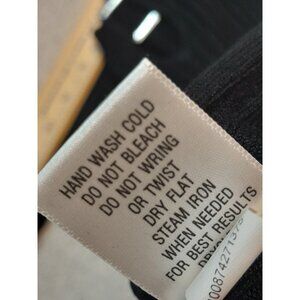 HAND WASH COLD
DO NOT BLEACH
DO NOT WRING
OR TWIST
DRY FLAT
STEAM IRON
WHEN NEEDED
FOR BEST RESULTS